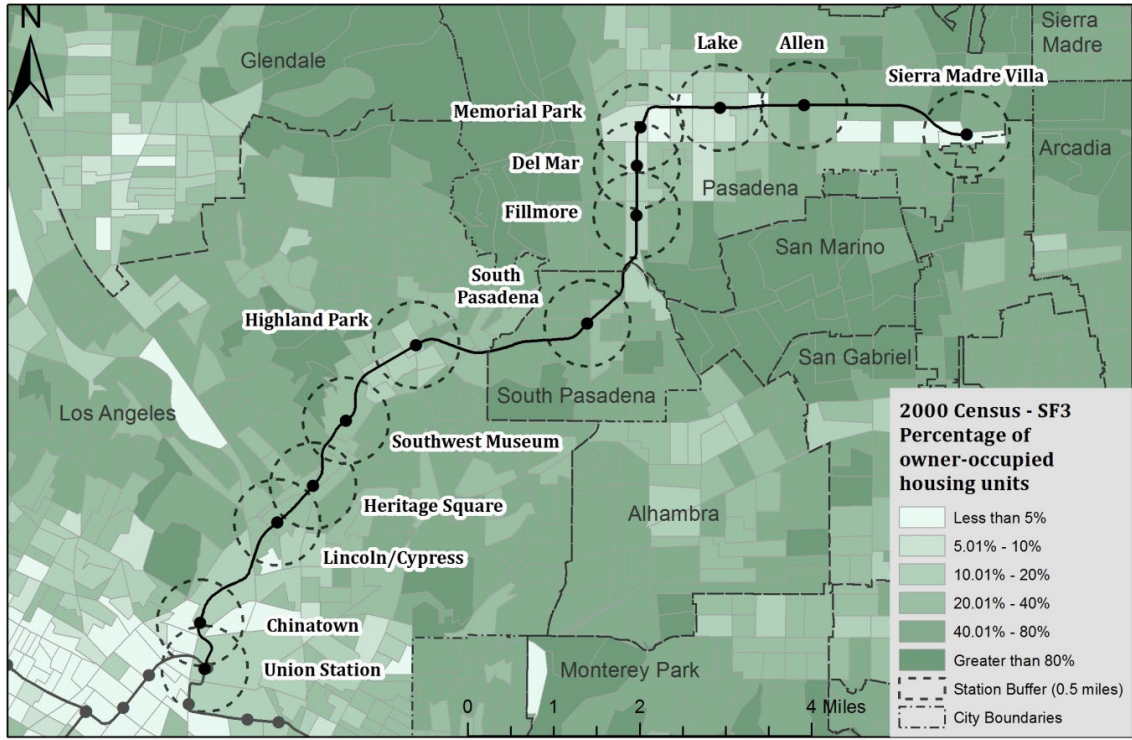 N
Glendale
Sierra
Madre
Lake
Allen
Sierra Madre Villa
Memorial Park
Arcadia
Del Mar
Pasadena
Fillmore
San Marino
South
Pasadena
Highland Park
San Gabriel
South Pasadena
Los Angeles
Southwest Museum
Heritage Square
Alhambra
Lincoln/Cypress
Chinatown
Union Station
Monterey Park
0 1 2 4 Miles
2000 Census - SF3
Percentage of
owner-occupied
housing units
Less than 5%
5.01% - 10%
10.01% - 20%
20.01% - 40%
40.01% - 80%
Greater than 80%
Station Buffer (0.5 miles)
City Boundaries